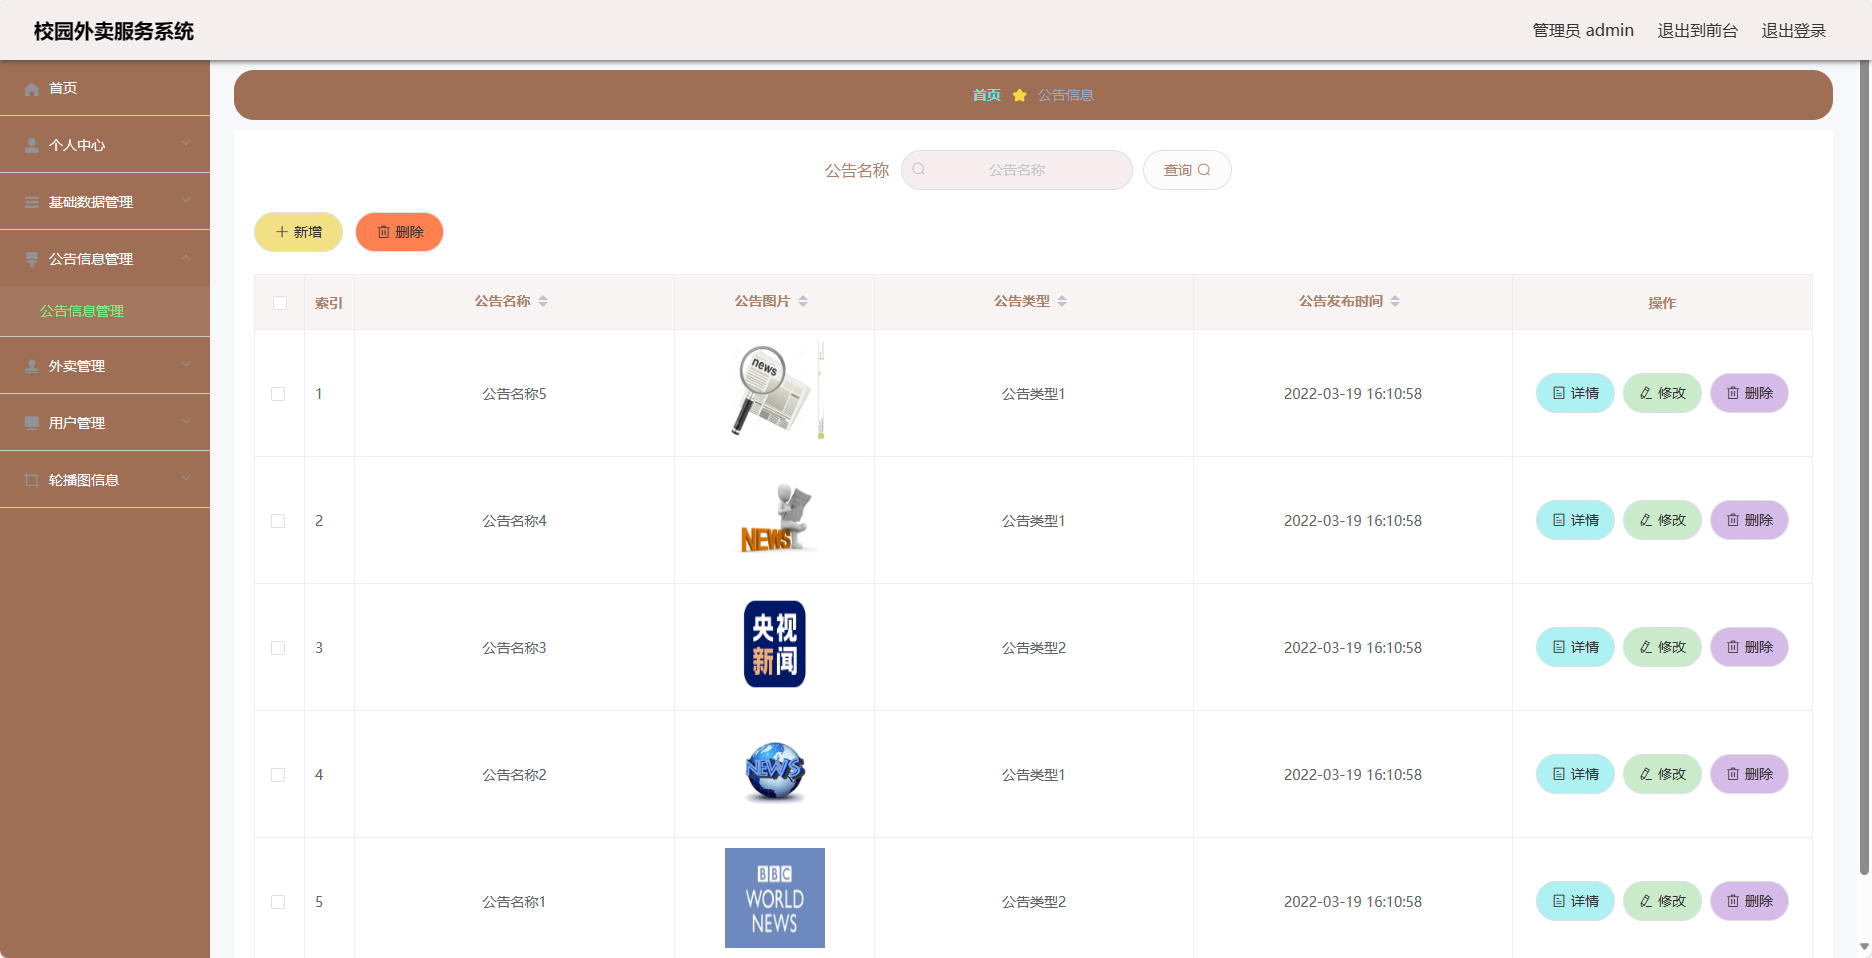 校园外卖服务系统
管理员 admin 退出到前台 退出登录
首页
个人中心
基础数据管理
公告信息管理
公告信息管理
外卖管理
用户管理
轮播图信息
首页 公告信息
公告名称 公告名称 查询
新增 删除
索引 公告名称 公告图片 公告类型 公告发布时间 操作
news
1 公告名称5 公告类型1 2022-03-19 16:10:58 详情 修改 删除
2 公告名称4 公告类型1 2022-03-19 16:10:58 详情 修改 删除
NEWS
央视
新闻
3 公告名称3 公告类型2 2022-03-19 16:10:58 详情 修改 删除
NEWS
4 公告名称2 公告类型1 2022-03-19 16:10:58 详情 修改 删除
BBC
WORLD
NEWS
5 公告名称1 公告类型2 2022-03-19 16:10:58 详情 修改 删除